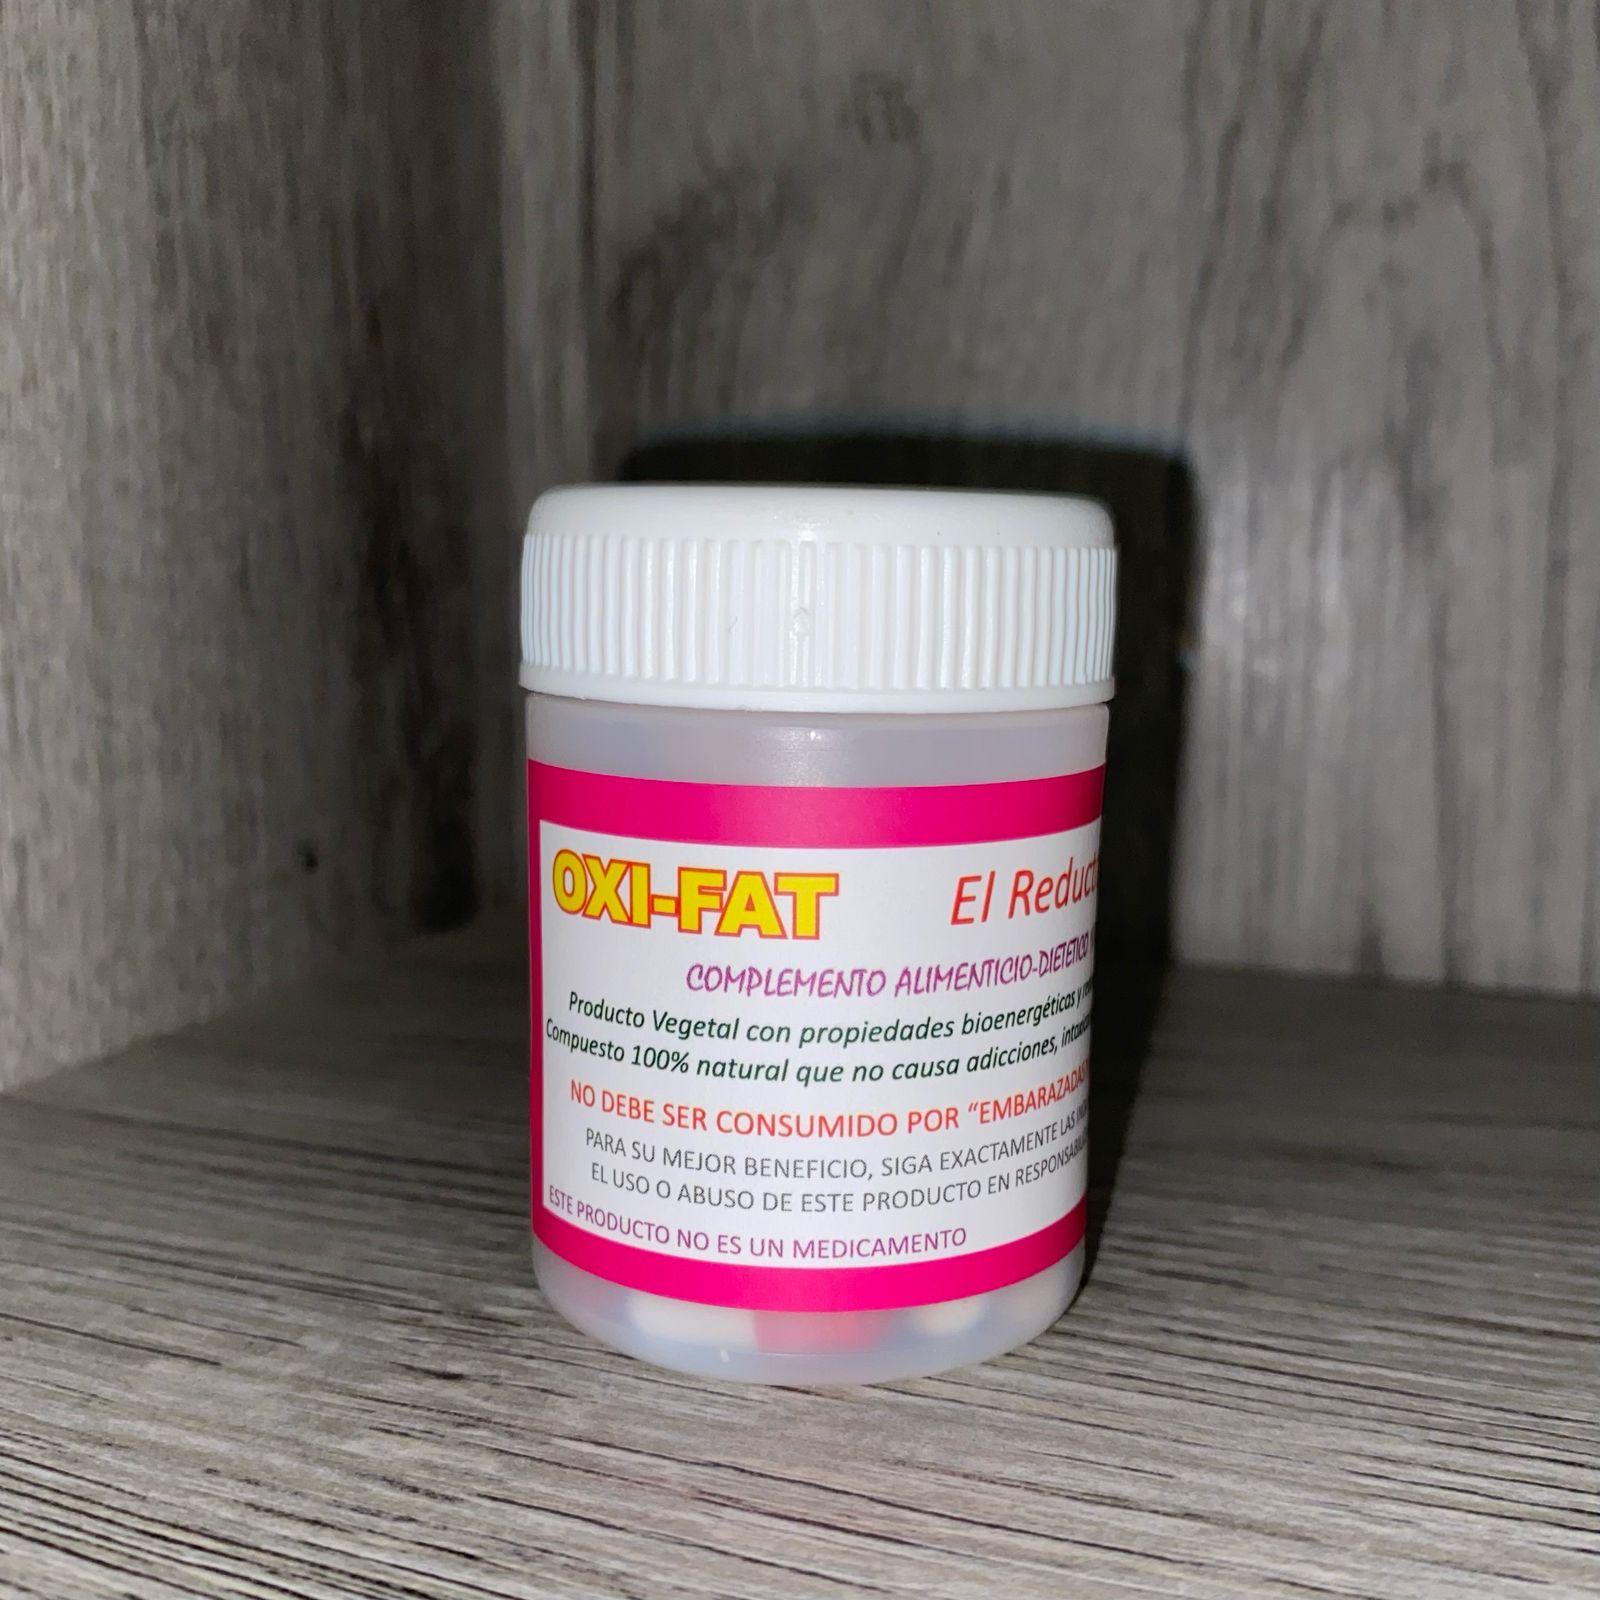 OXI-FAT El
COMPLEMENTO ALIMENTICIO-DIETETICO
Producto Vegetal con propiedades bioenergéticas y
Compuesto 100% natural que no causa adicciones,
NO DEBE SER CONSUMIDO POR “EMBARAZADAS
PARA SU MEJOR BENEFICIO, SIGA EXACTAMENTE LAS
EL USO O ABUSO DE ESTE PRODUCTO EN
ESTE PRODUCTO NO ES UN MEDICAMENTO